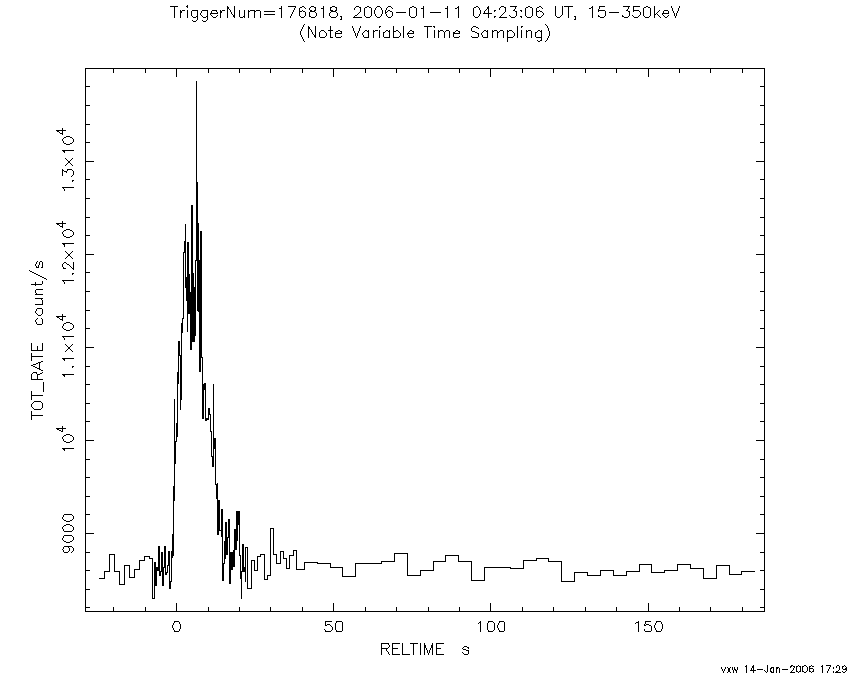 TriggerNum=176818, 2006-01-11 04:23:06 UT, 15-350keV
(Note Variable Time Sampling)
1.3×10⁴
1.2×10⁴
1.1×10⁴
10⁴
9000
TOT_RATE count/s
0 50 100 150
RELTIME s
vxw 14-Jan-2006 17:29